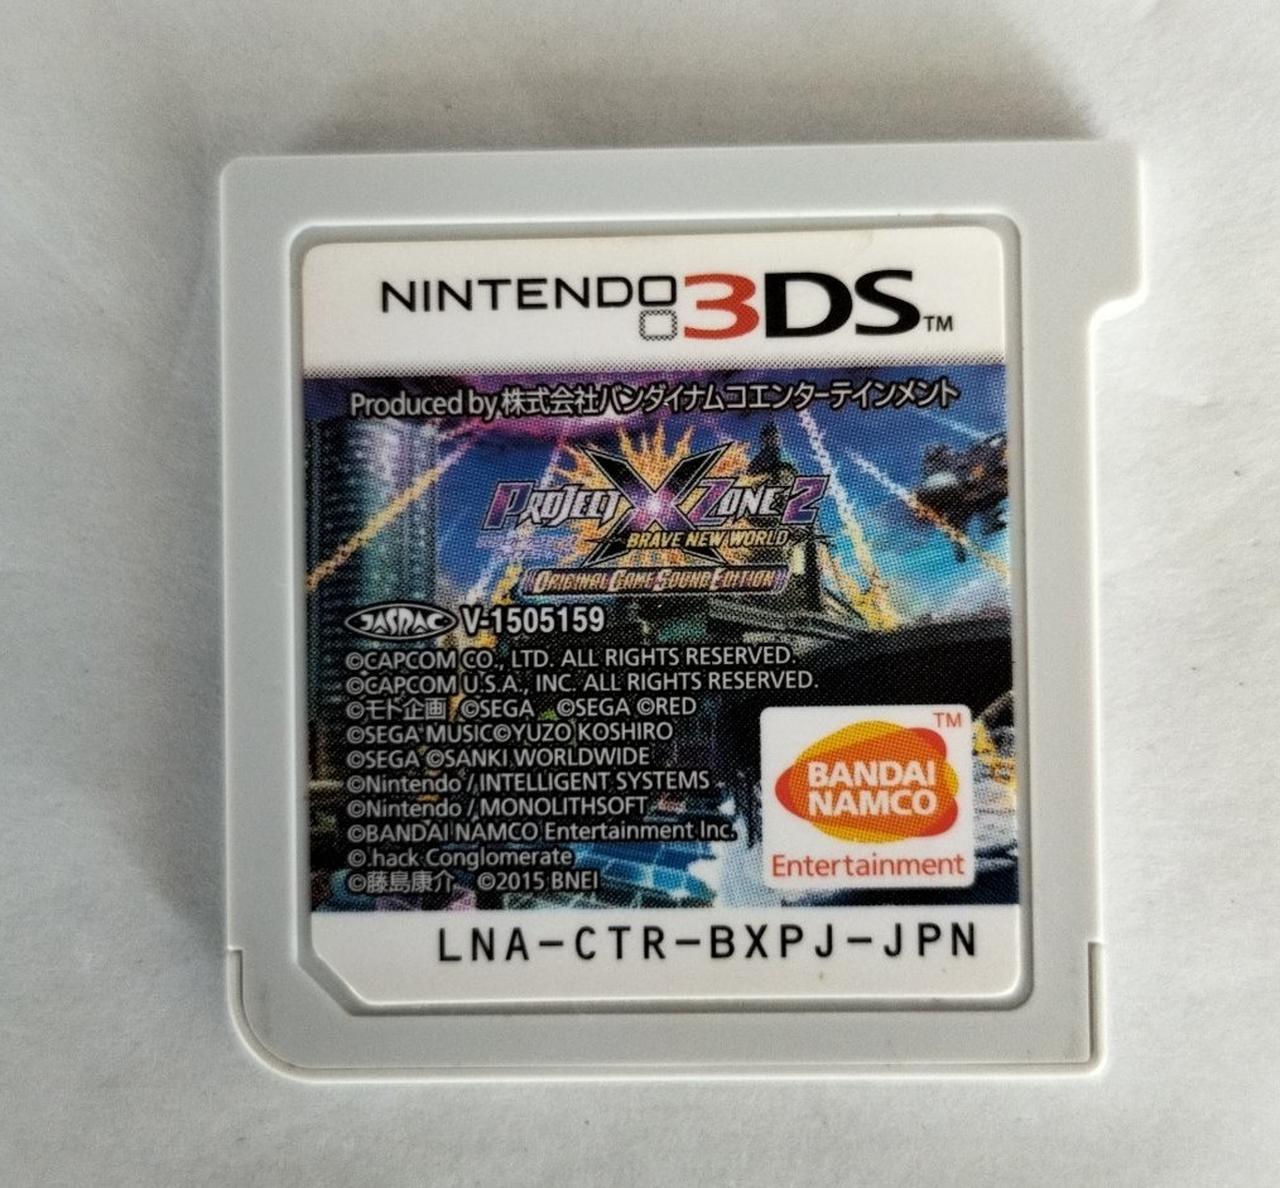 NINTENDO 3DS™
Produced by 株式会社バンダイナムコエンターテインメント
PROJECT X ZONE 2
BRAVE NEW WORLD
ORIGINAL GAME SOUND EDITION
JASRAC V-1505159
©CAPCOM CO., LTD. ALL RIGHTS RESERVED.
©CAPCOM U.S.A., INC. ALL RIGHTS RESERVED.
©モト企画 ©SEGA ©SEGA ©RED
©SEGA MUSIC©YUZO KOSHIRO
©SEGA ©SANKI WORLDWIDE
©Nintendo / INTELLIGENT SYSTEMS
©Nintendo / MONOLITHSOFT
©BANDAI NAMCO Entertainment Inc.
©.hack Conglomerate
©藤島康介 ©2015 BNEI
TM
BANDAI
NAMCO
Entertainment
LNA-CTR-BXPJ-JPN